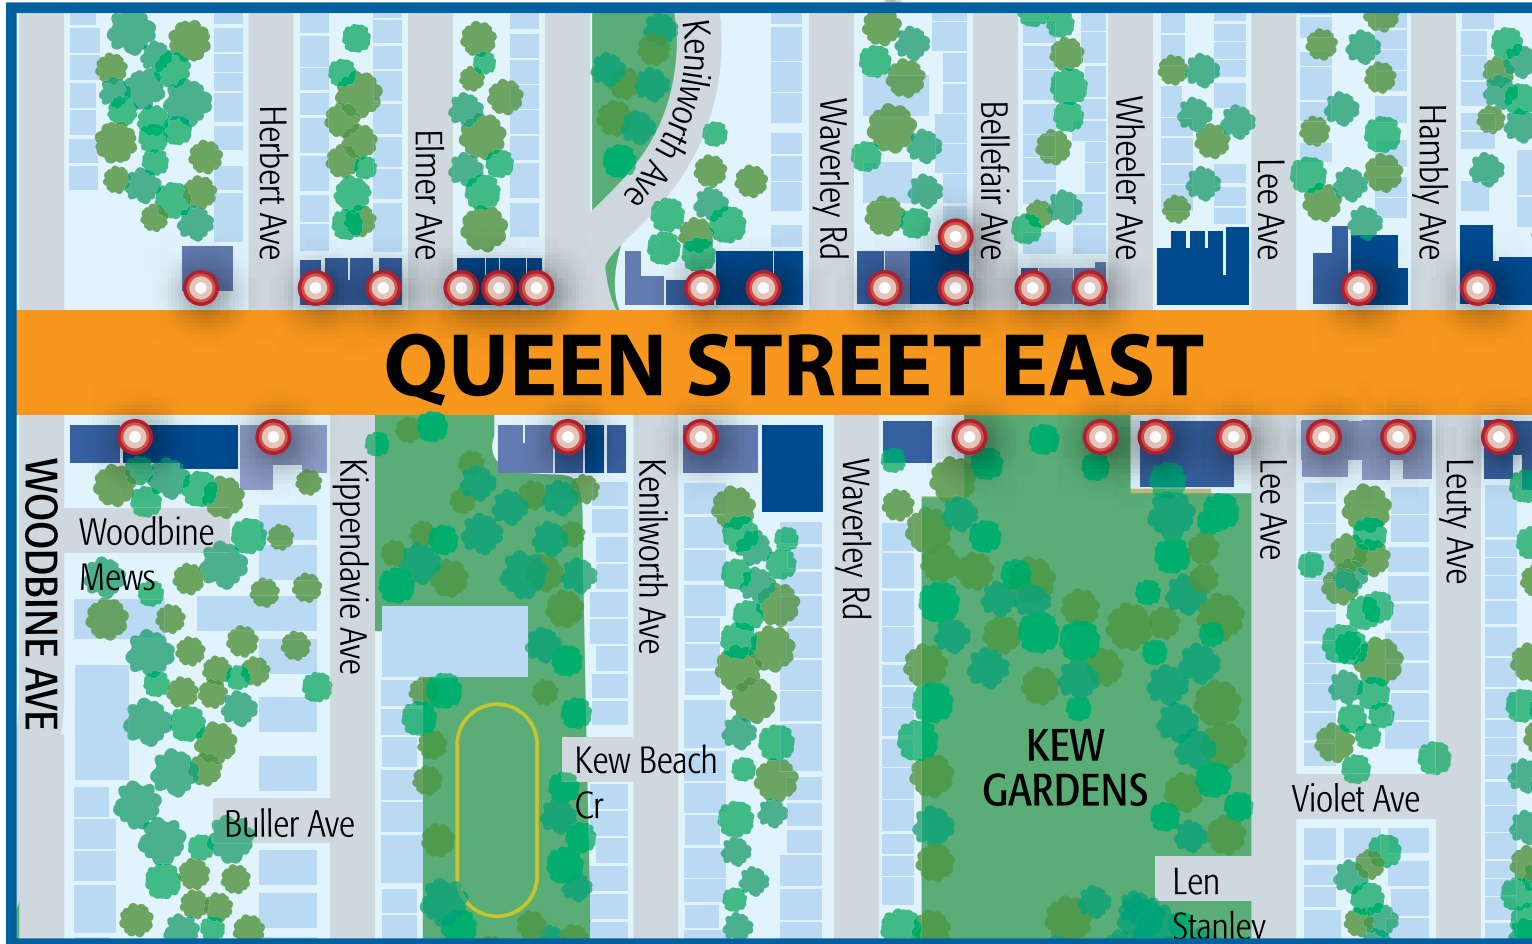 Herbert Ave
Elmer Ave
Kenilworth Ave
Waverley Rd
Bellefair Ave
Wheeler Ave
Lee Ave
Hambly Ave
QUEEN STREET EAST
WOODBINE AVE
Woodbine
Mews
Kippendavie Ave
Kenilworth Ave
Waverley Rd
Lee Ave
Leuty Ave
KEW
GARDENS
Kew Beach
Cr
Violet Ave
Buller Ave
Len
Stanley